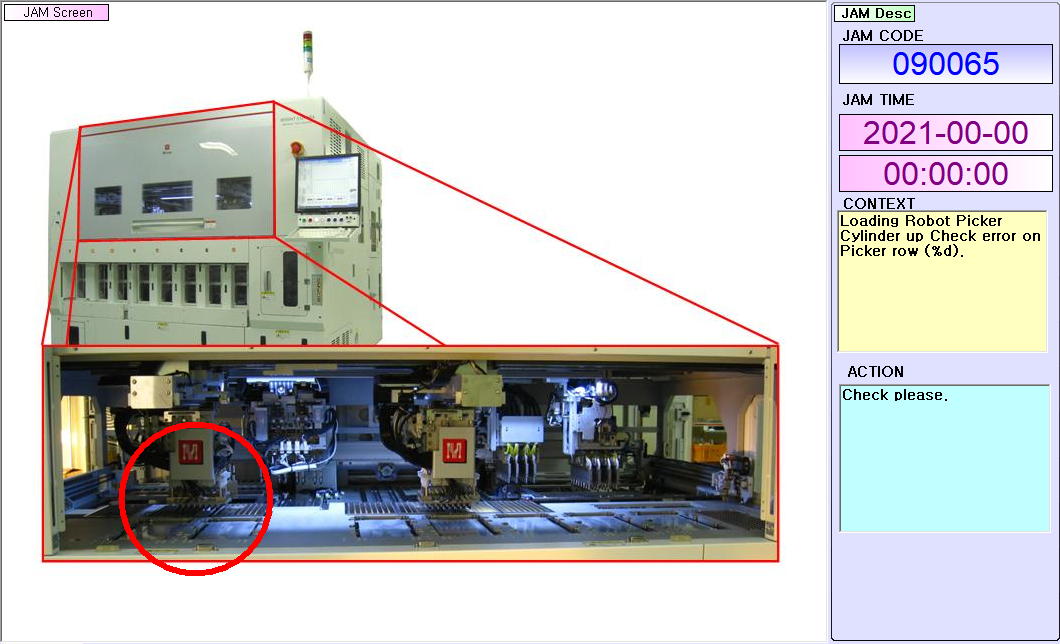 JAM Screen
JAM Desc
JAM CODE
090065
JAM TIME
2021-00-00
00:00:00
CONTEXT
Loading Robot Picker
Cylinder up Check error on
Picker row (%d).
ACTION
Check please.
M
M